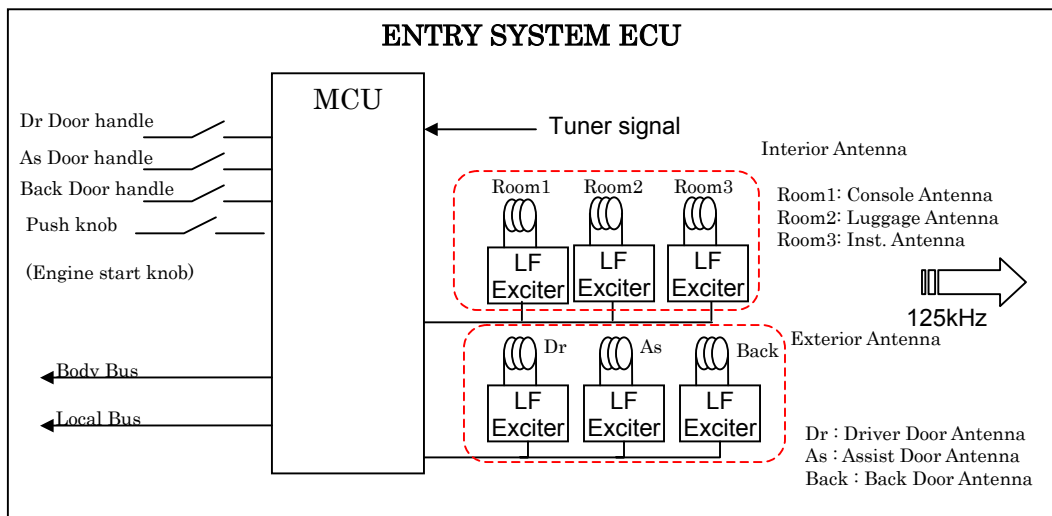 ENTRY SYSTEM ECU
MCU
Dr Door handle
As Door handle
Back Door handle
Push knob
(Engine start knob)
Body Bus
Local Bus
Tuner signal
Interior Antenna
Room1
Room2
Room3
LF
Exciter
LF
Exciter
LF
Exciter
Room1: Console Antenna
Room2: Luggage Antenna
Room3: Inst. Antenna
125kHz
Exterior Antenna
Dr
As
Back
LF
Exciter
LF
Exciter
LF
Exciter
Dr : Driver Door Antenna
As : Assist Door Antenna
Back : Back Door Antenna